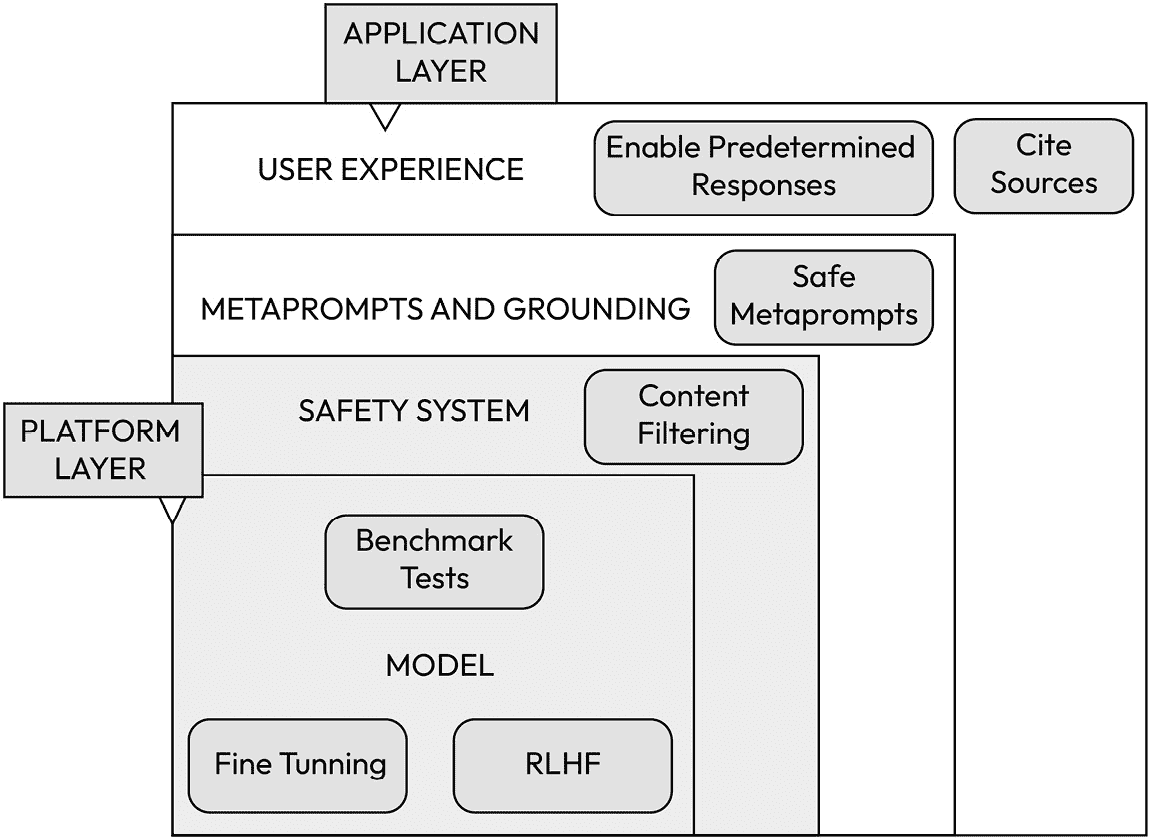 APPLICATION
LAYER
USER EXPERIENCE
Enable Predetermined
Responses
Cite
Sources
METAPROMPTS AND GROUNDING
Safe
Metaprompts
SAFETY SYSTEM
Content
Filtering
PLATFORM
LAYER
Benchmark
Tests
MODEL
Fine Tunning
RLHF